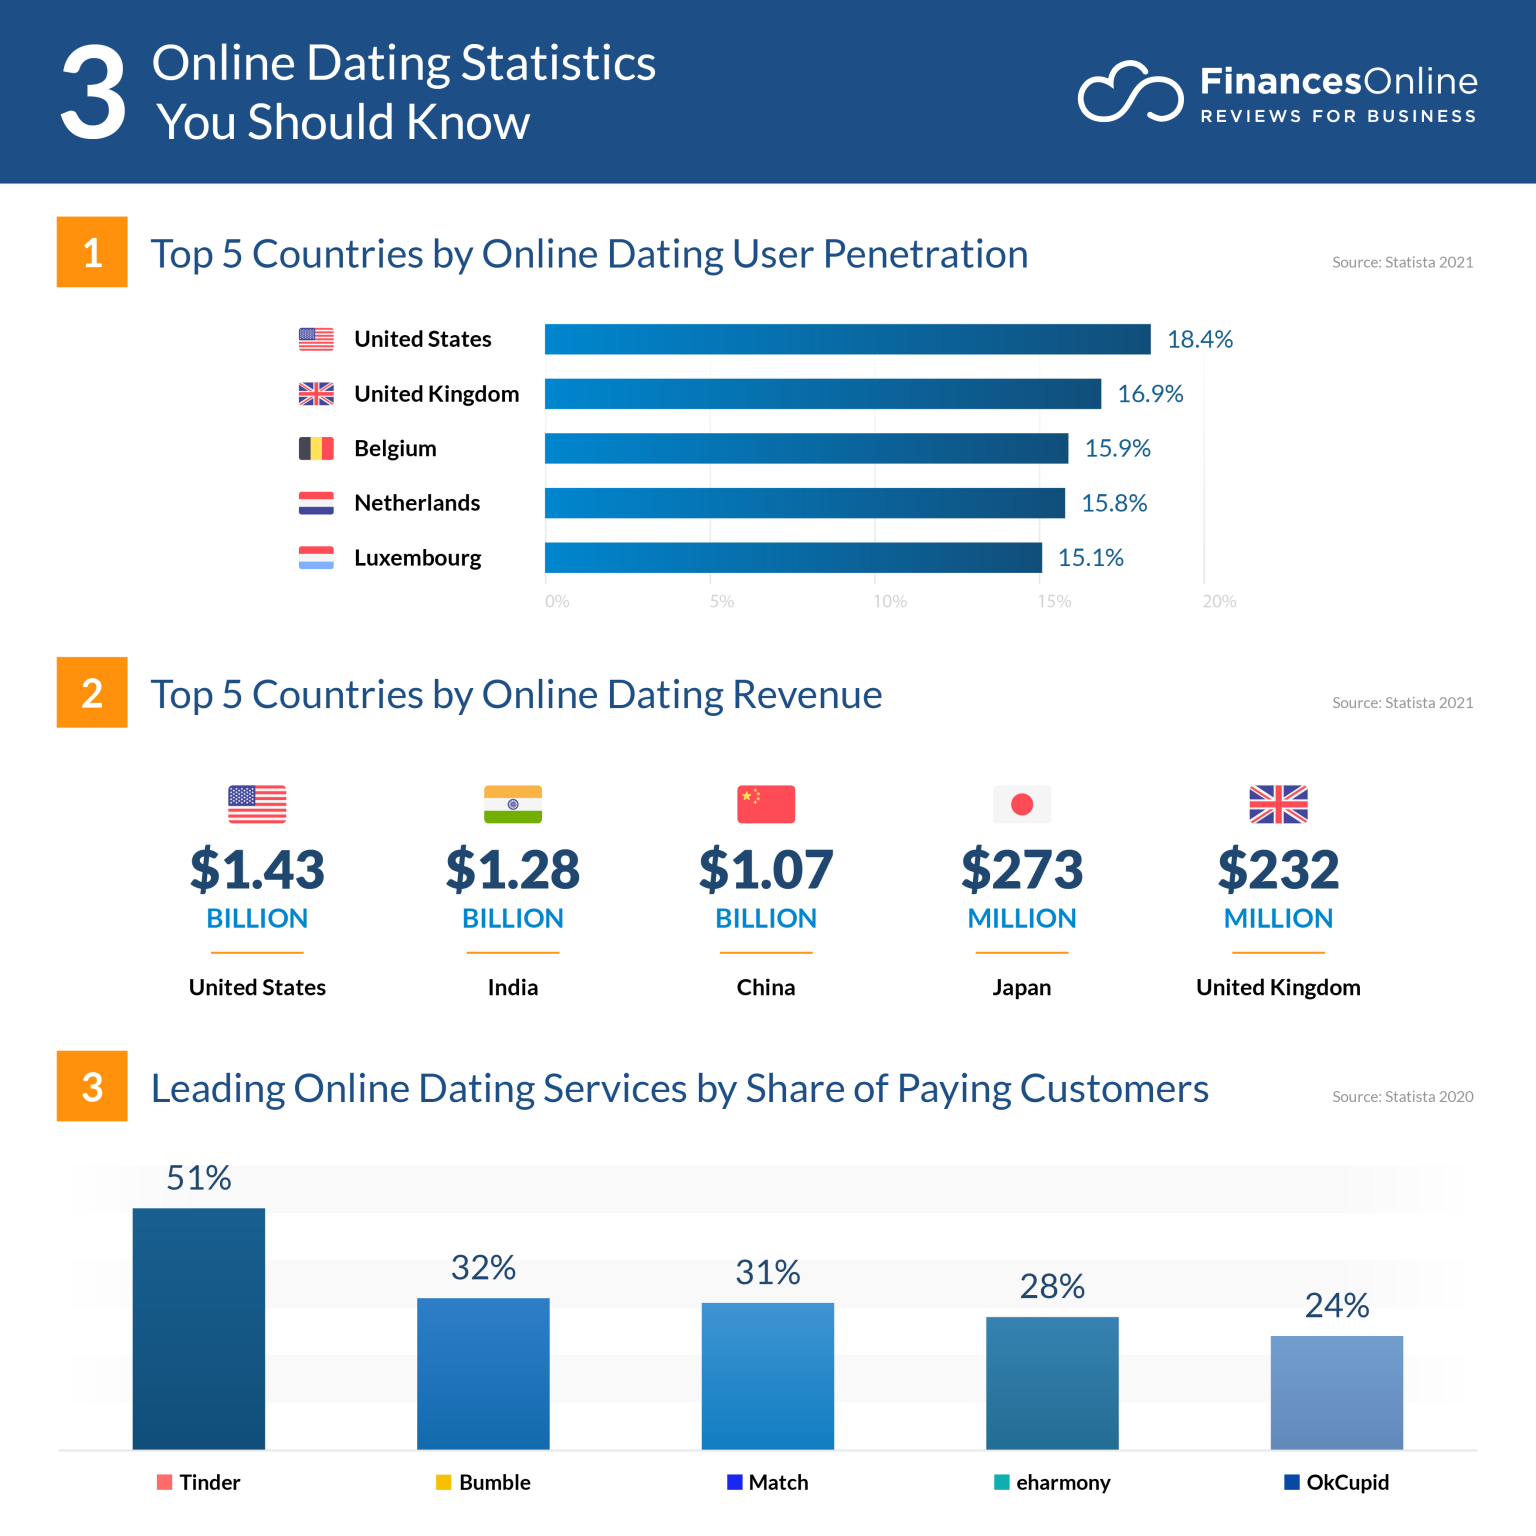 3
Online Dating Statistics
You Should Know
FinancesOnline
REVIEWS FOR BUSINESS
1
Top 5 Countries by Online Dating User Penetration
Source: Statista 2021
United States 18.4%
United Kingdom 16.9%
Belgium 15.9%
Netherlands 15.8%
Luxembourg 15.1%
0% 5% 10% 15% 20%
2
Top 5 Countries by Online Dating Revenue
Source: Statista 2021
$1.43 $1.28 $1.07 $273 $232
BILLION BILLION BILLION MILLION MILLION
United States India China Japan United Kingdom
3
Leading Online Dating Services by Share of Paying Customers
Source: Statista 2020
51% 32% 31% 28% 24%
Tinder Bumble Match eharmony OkCupid